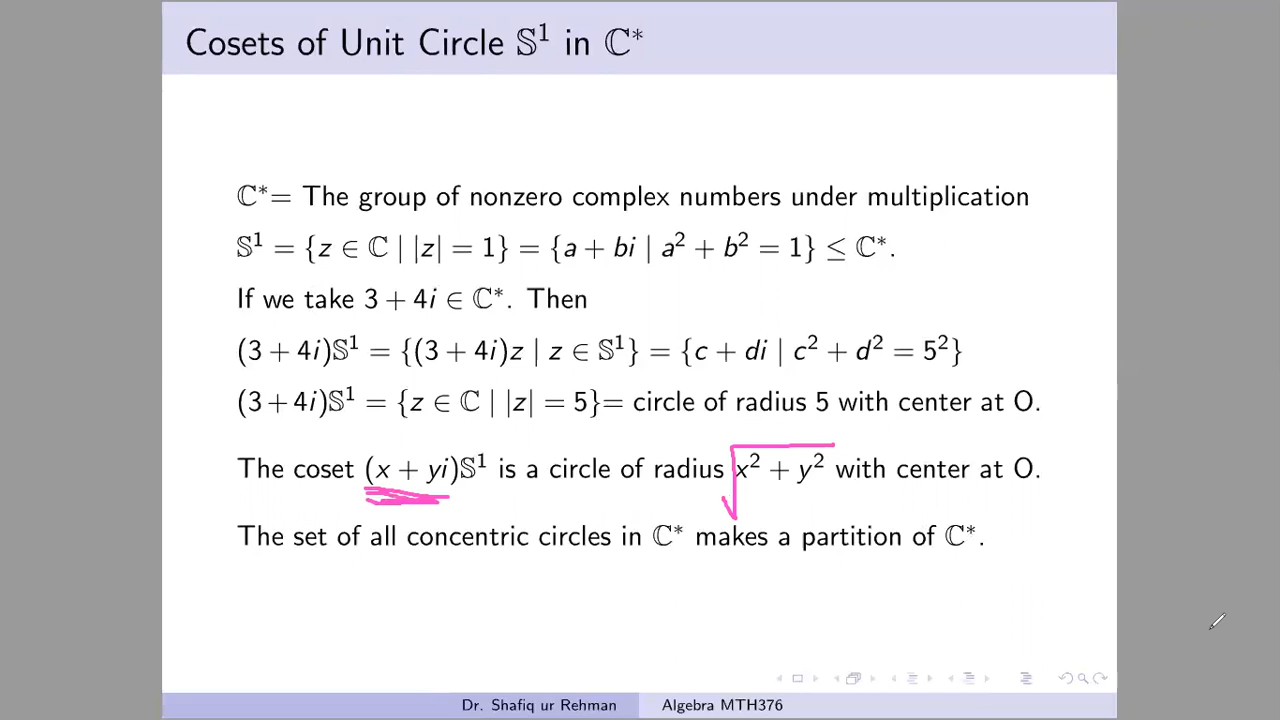 Cosets of Unit Circle 𝕊¹ in ℂ*
ℂ*= The group of nonzero complex numbers under multiplication
𝕊¹ = {z ∈ ℂ | |z| = 1} = {a + bi | a² + b² = 1} ≤ ℂ*.
If we take 3 + 4i ∈ ℂ*. Then
(3 + 4i)𝕊¹ = {(3 + 4i)z | z ∈ 𝕊¹} = {c + di | c² + d² = 5²}
(3 + 4i)𝕊¹ = {z ∈ ℂ | |z| = 5}= circle of radius 5 with center at O.
The coset (x + yi)𝕊¹ is a circle of radius √(x² + y²) with center at O.
The set of all concentric circles in ℂ* makes a partition of ℂ*.
Dr. Shafiq ur Rehman Algebra MTH376